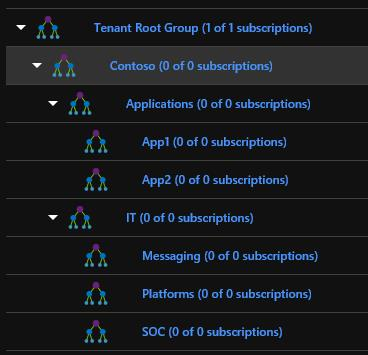 Tenant Root Group (1 of 1 subscriptions)
Contoso (0 of 0 subscriptions)
Applications (0 of 0 subscriptions)
App1 (0 of 0 subscriptions)
App2 (0 of 0 subscriptions)
IT (0 of 0 subscriptions)
Messaging (0 of 0 subscriptions)
Platforms (0 of 0 subscriptions)
SOC (0 of 0 subscriptions)